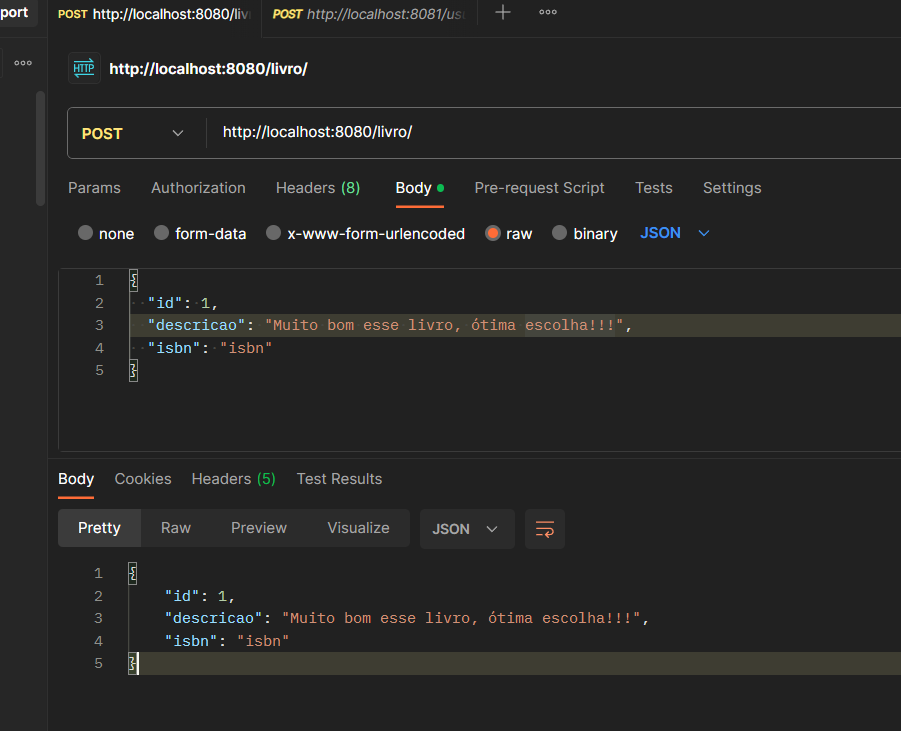 port POST http://localhost:8080/liv POST http://localhost:8081/us
HTTP http://localhost:8080/livro/
POST http://localhost:8080/livro/
Params Authorization Headers (8) Body Pre-request Script Tests Settings
none form-data x-www-form-urlencoded raw binary JSON
1 {
2 "id": 1,
3 "descricao": "Muito bom esse livro, ótima escolha!!!",
4 "isbn": "isbn"
5 }
Body Cookies Headers (5) Test Results
Pretty Raw Preview Visualize JSON
1 {
2 "id": 1,
3 "descricao": "Muito bom esse livro, ótima escolha!!!",
4 "isbn": "isbn"
5 }